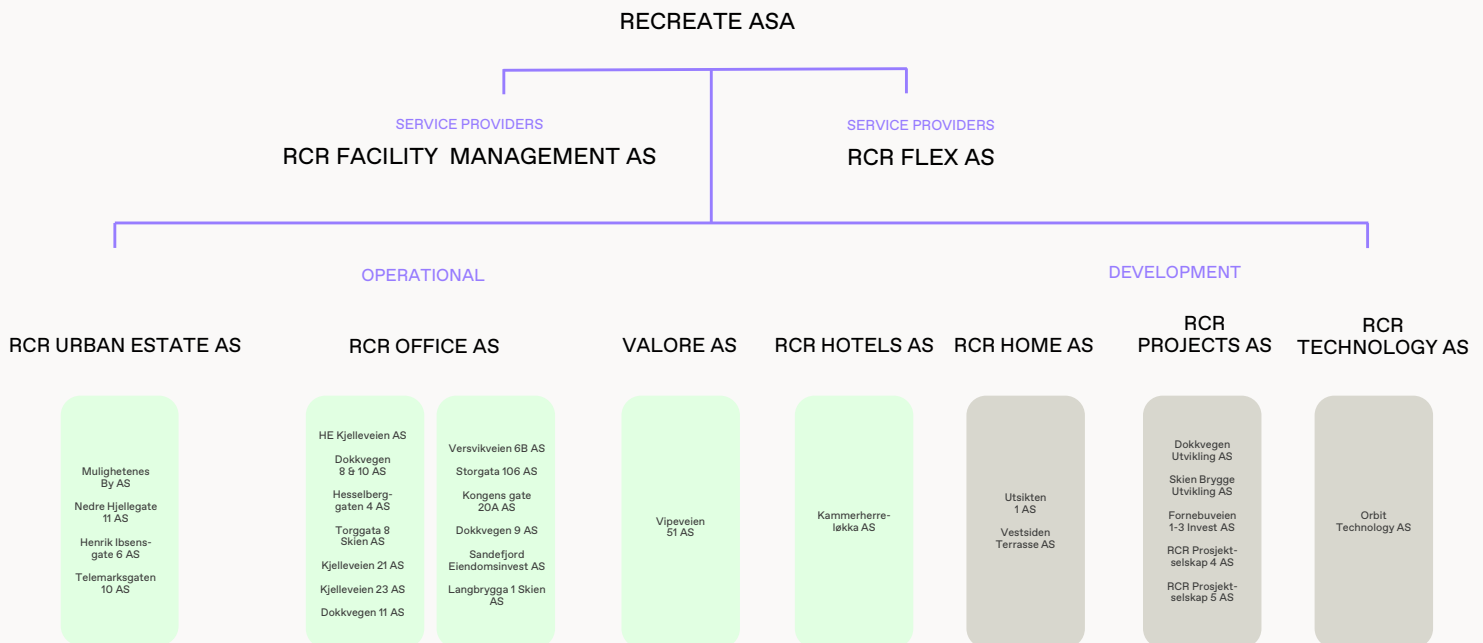 RECREATE ASA
SERVICE PROVIDERS
RCR FACILITY MANAGEMENT AS
SERVICE PROVIDERS
RCR FLEX AS
OPERATIONAL
DEVELOPMENT
RCR URBAN ESTATE AS
RCR OFFICE AS
VALORE AS
RCR HOTELS AS
RCR HOME AS
RCR
PROJECTS AS
RCR
TECHNOLOGY AS
Mulighetenes
By AS
Nedre Hjellegate
11 AS
Henrik Ibsens-
gate 6 AS
Telemarksgaten
10 AS
HE Kjelleveien AS
Dokkvegen
8 & 10 AS
Hesselberg-
gaten 4 AS
Torggata 8
Skien AS
Kjelleveien 21 AS
Kjelleveien 23 AS
Dokkvegen 11 AS
Versvikveien 6B AS
Storgata 106 AS
Kongens gate
20A AS
Dokkvegen 9 AS
Sandefjord
Eiendomsinvest AS
Langbrygga 1 Skien
AS
Vipeveien
51 AS
Kammerherre-
løkka AS
Utsikten
1 AS
Vestsiden
Terrasse AS
Dokkvegen
Utvikling AS
Skien Brygge
Utvikling AS
Fornebuveien
1-3 Invest AS
RCR Prosjekt-
selskap 4 AS
RCR Prosjekt-
selskap 5 AS
Orbit
Technology AS